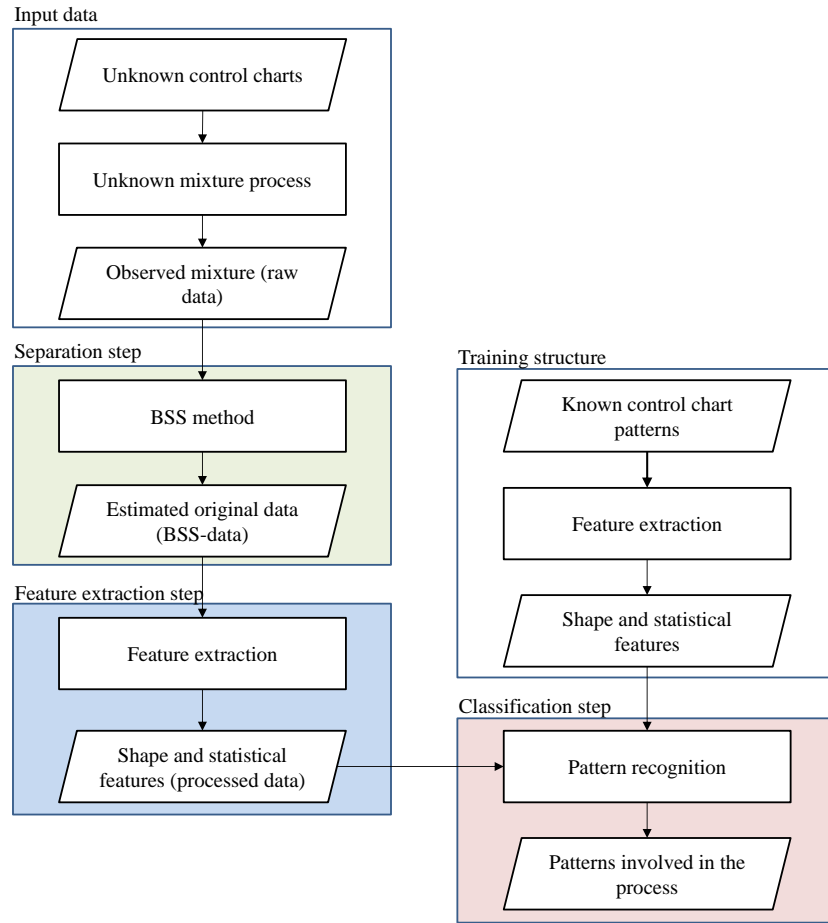 Input data
Unknown control charts
Unknown mixture process
Observed mixture (raw
data)
Separation step
BSS method
Estimated original data
(BSS-data)
Feature extraction step
Feature extraction
Shape and statistical
features (processed data)
Training structure
Known control chart
patterns
Feature extraction
Shape and statistical
features
Classification step
Pattern recognition
Patterns involved in the
process